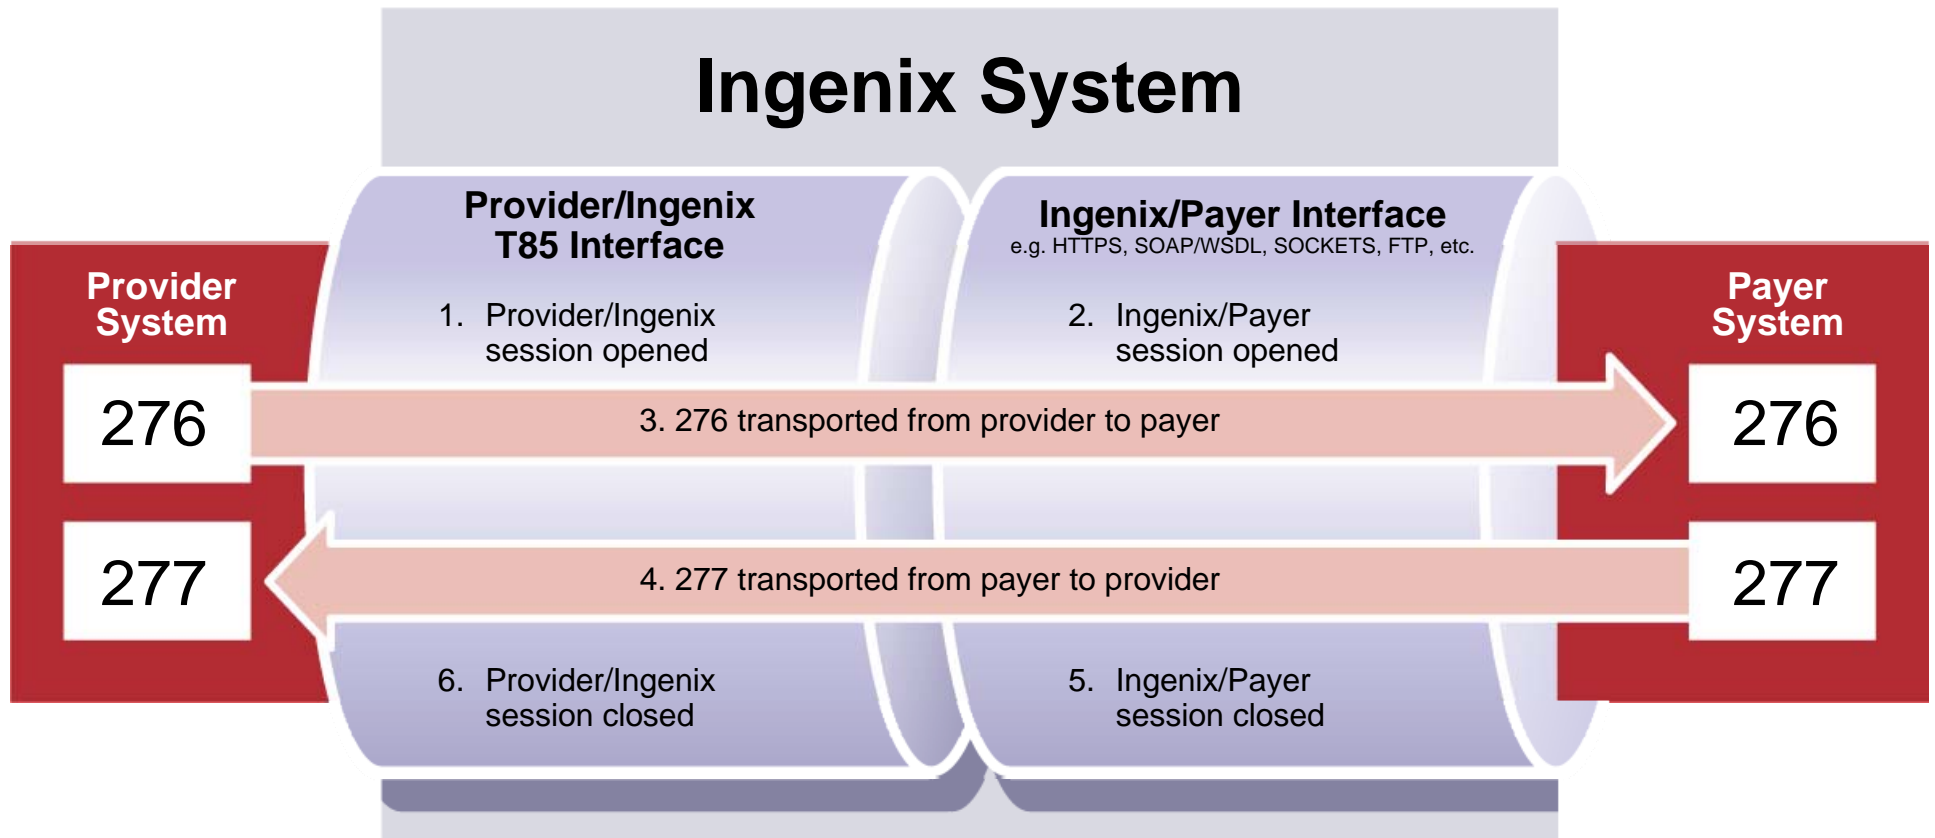 Ingenix System
Provider/Ingenix
T85 Interface
Ingenix/Payer Interface
e.g. HTTPS, SOAP/WSDL, SOCKETS, FTP, etc.
Provider
System
Payer
System
1. Provider/Ingenix
session opened
2. Ingenix/Payer
session opened
276
3. 276 transported from provider to payer
276
277
4. 277 transported from payer to provider
277
6. Provider/Ingenix
session closed
5. Ingenix/Payer
session closed